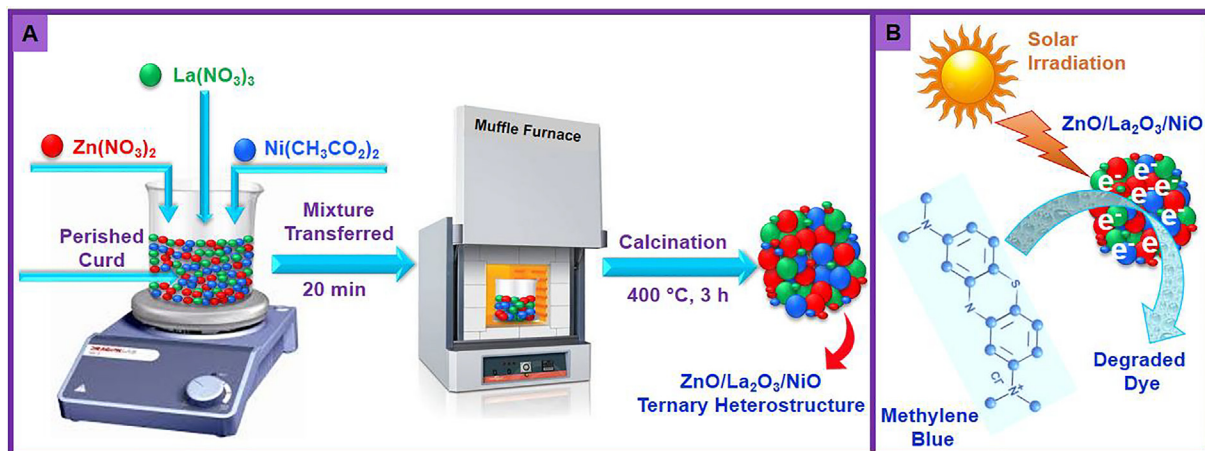 A
La(NO₃)₃
Zn(NO₃)₂
Ni(CH₃CO₂)₂
Perished
Curd
Mixture
Transferred
20 min
Muffle Furnace
Calcination
400 °C, 3 h
ZnO/La₂O₃/NiO
Ternary Heterostructure
B
Solar
Irradiation
ZnO/La₂O₃/NiO
e⁻
e⁻
e⁻
e⁻
e⁻
e⁻
e⁻
N
S
N
Cl⁻
N⁺
Methylene
Blue
Degraded
Dye